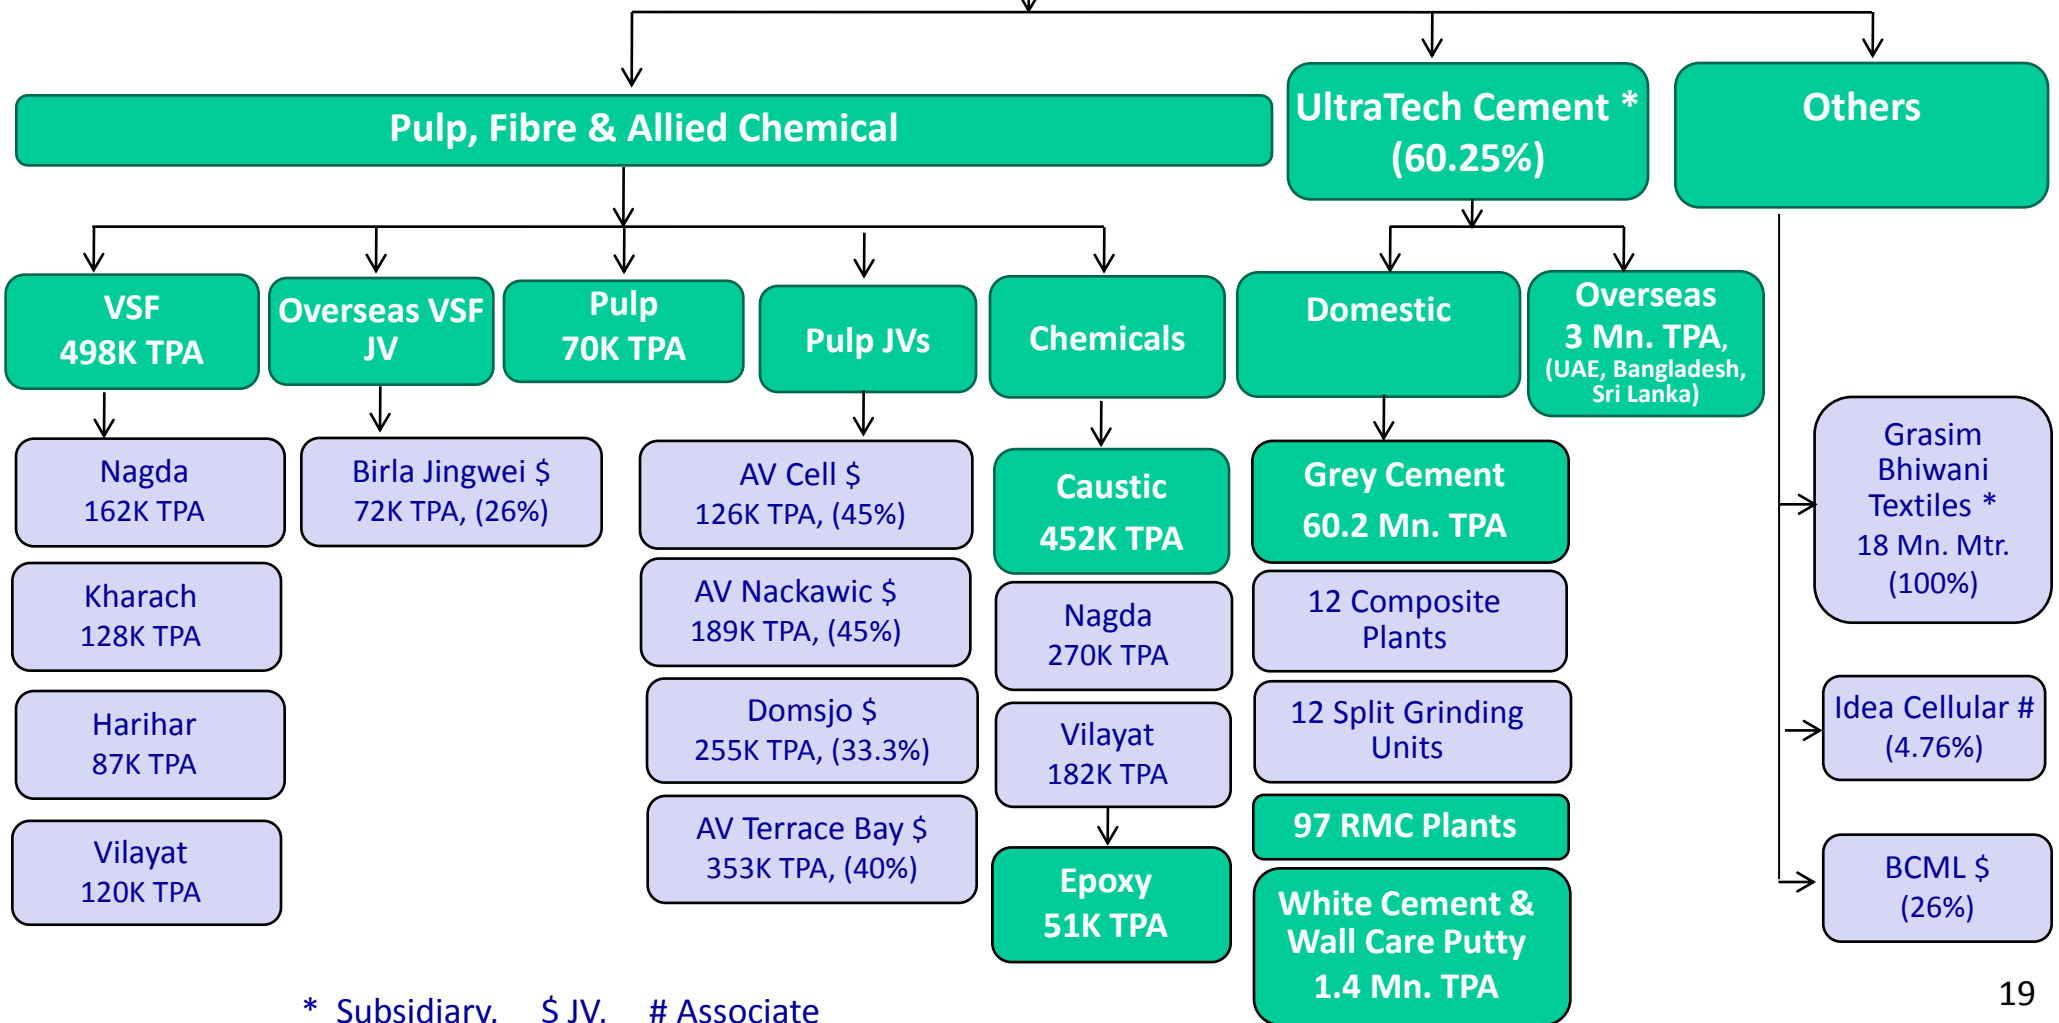 Pulp, Fibre & Allied Chemical
UltraTech Cement *
(60.25%)
Others
VSF
498K TPA
Overseas VSF
JV
Pulp
70K TPA
Pulp JVs
Chemicals
Domestic
Overseas
3 Mn. TPA,
(UAE, Bangladesh,
Sri Lanka)
Nagda
162K TPA
Kharach
128K TPA
Harihar
87K TPA
Vilayat
120K TPA
Birla Jingwei $
72K TPA, (26%)
AV Cell $
126K TPA, (45%)
AV Nackawic $
189K TPA, (45%)
Domsjo $
255K TPA, (33.3%)
AV Terrace Bay $
353K TPA, (40%)
Caustic
452K TPA
Nagda
270K TPA
Vilayat
182K TPA
Epoxy
51K TPA
Grey Cement
60.2 Mn. TPA
12 Composite
Plants
12 Split Grinding
Units
97 RMC Plants
White Cement &
Wall Care Putty
1.4 Mn. TPA
Grasim
Bhiwani
Textiles *
18 Mn. Mtr.
(100%)
Idea Cellular #
(4.76%)
BCML $
(26%)
* Subsidiary, $ JV, # Associate
19